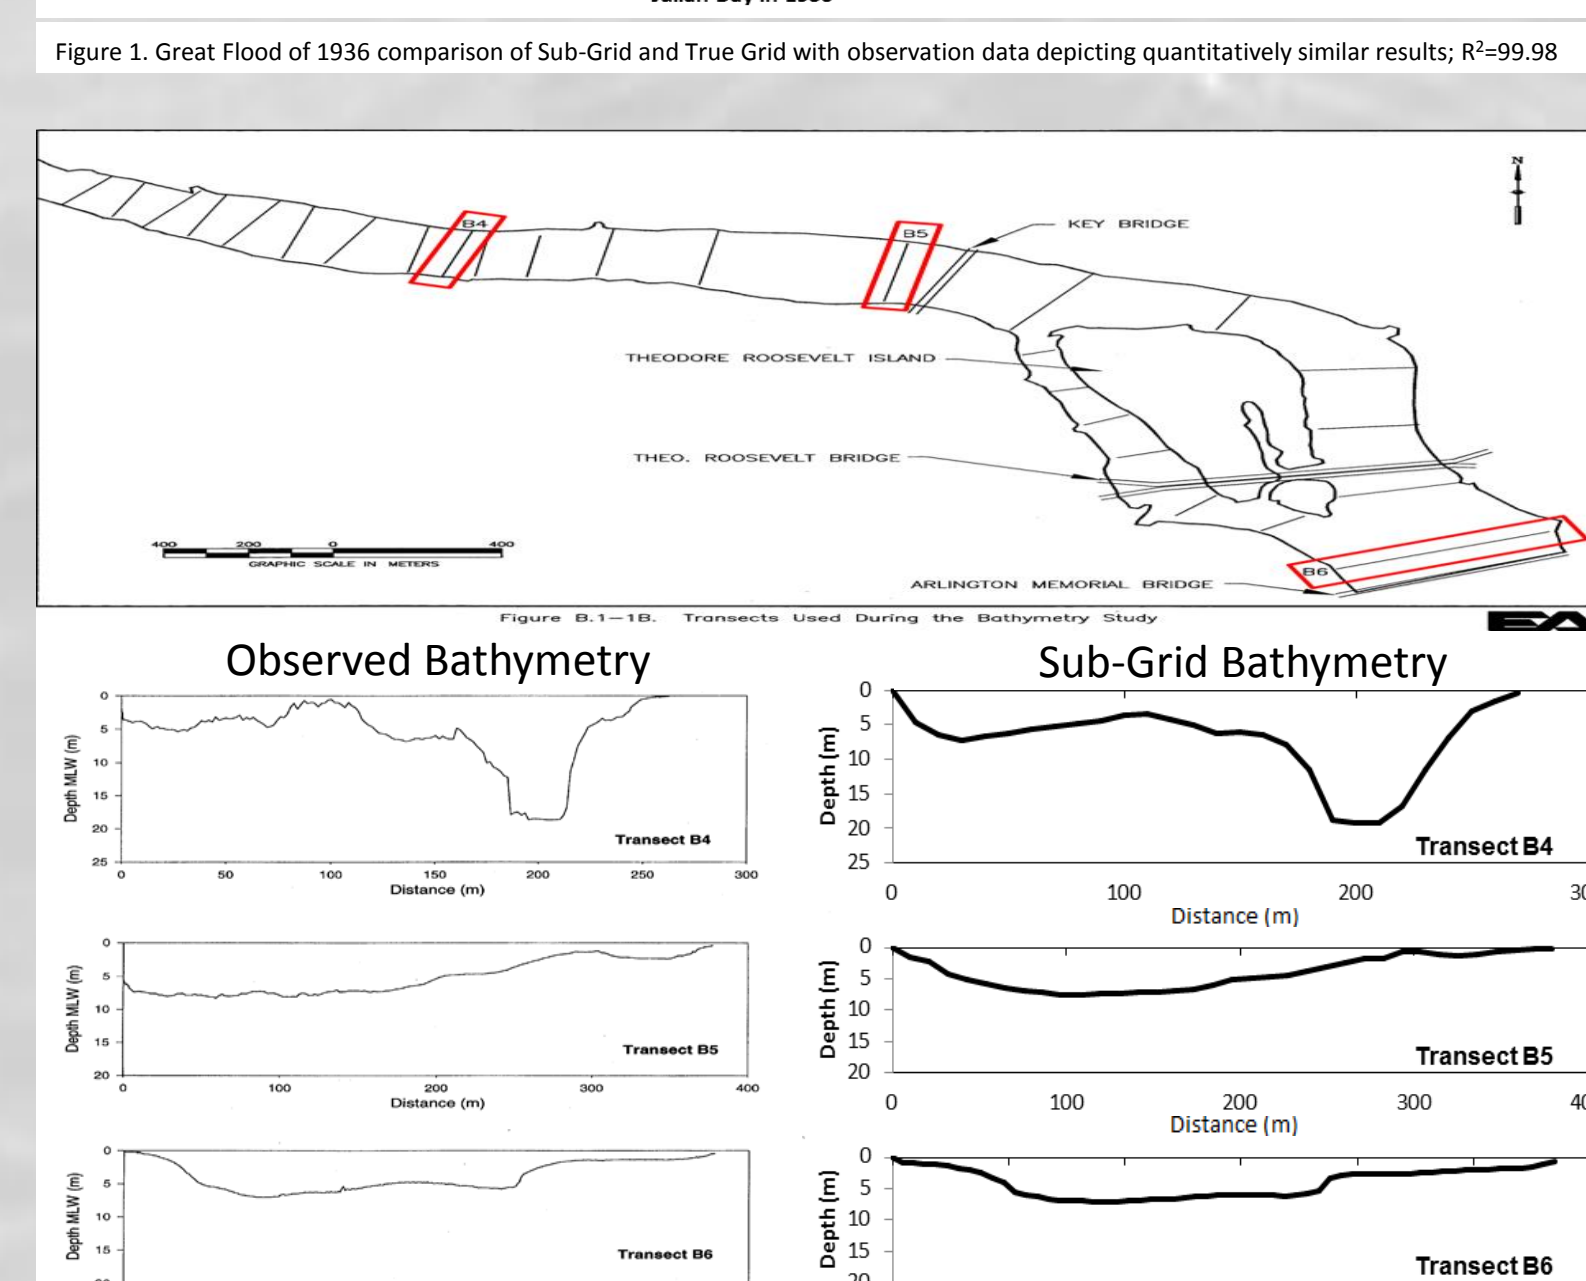 Figure 1. Great Flood of 1936 comparison of Sub-Grid and True Grid with observation data depicting quantitatively similar results; R²=99.98
N
B4
B5
KEY BRIDGE
THEODORE ROOSEVELT ISLAND
THEO. ROOSEVELT BRIDGE
400 200 0 400
GRAPHIC SCALE IN METERS
B6
ARLINGTON MEMORIAL BRIDGE
Figure B.1-1B. Transects Used During the Bathymetry Study
EA
Observed Bathymetry
0
5
10
15
20
25
Depth MLW (m)
Transect B4
0 50 100 150 200 250 300
Distance (m)
0
5
10
15
20
Depth MLW (m)
Transect B5
0 100 200 300 400
Distance (m)
0
5
10
15
Depth MLW (m)
Transect B6
Sub-Grid Bathymetry
0
5
10
15
20
25
Depth (m)
Transect B4
0 100 200
Distance (m)
0
5
10
15
20
Depth (m)
Transect B5
0 100 200 300
Distance (m)
0
5
10
15
20
Depth (m)
Transect B6